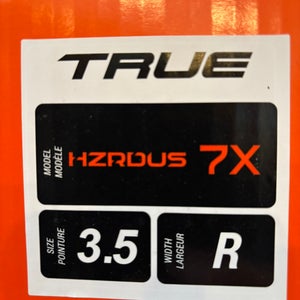 TRUE
MODEL
MODÈLE
HZRDUS 7X
SIZE
POINTURE
3.5
WIDTH
LARGEUR
R